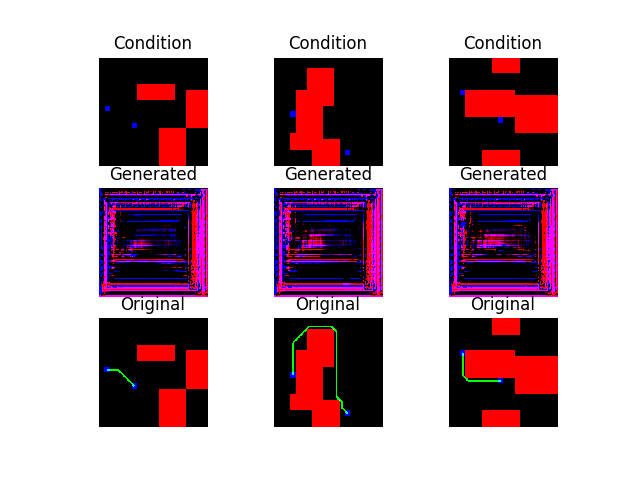 Condition Condition Condition
Generated Generated Generated
Original Original Original